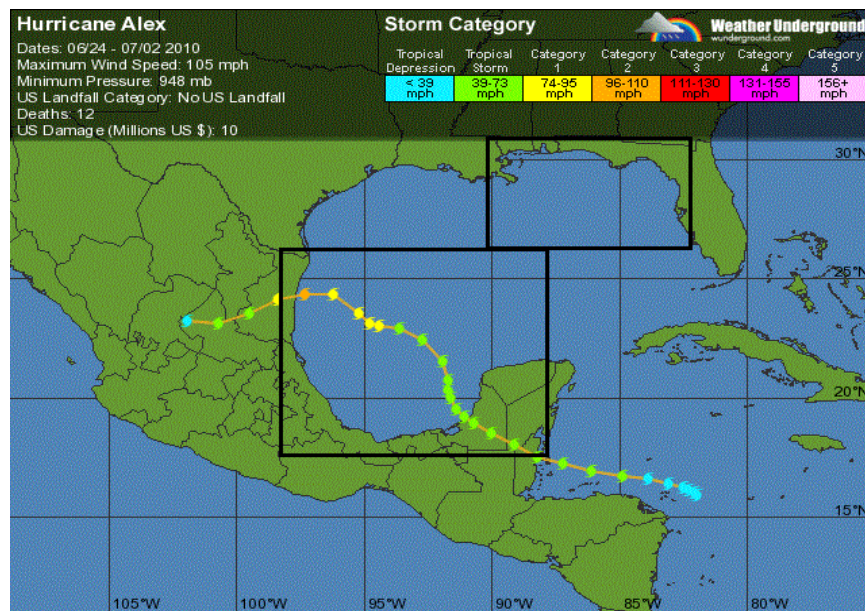 Hurricane Alex
Dates: 06/24 - 07/02 2010
Maximum Wind Speed: 105 mph
Minimum Pressure: 948 mb
US Landfall Category: No US Landfall
Deaths: 12
US Damage (Millions US $): 10
Storm Category
Weather Underground
wunderground.com
Tropical Depression
< 39 mph
Tropical Storm
39-73 mph
Category 1
74-95 mph
Category 2
96-110 mph
Category 3
111-130 mph
Category 4
131-155 mph
Category 5
156+ mph
30°N
25°N
20°N
15°N
105°W 100°W 95°W 90°W 85°W 80°W